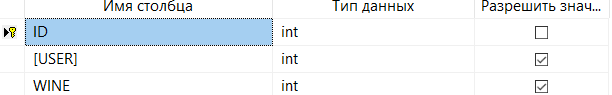 Имя столбца Тип данных Разрешить знач...
ID int
[USER] int
WINE int